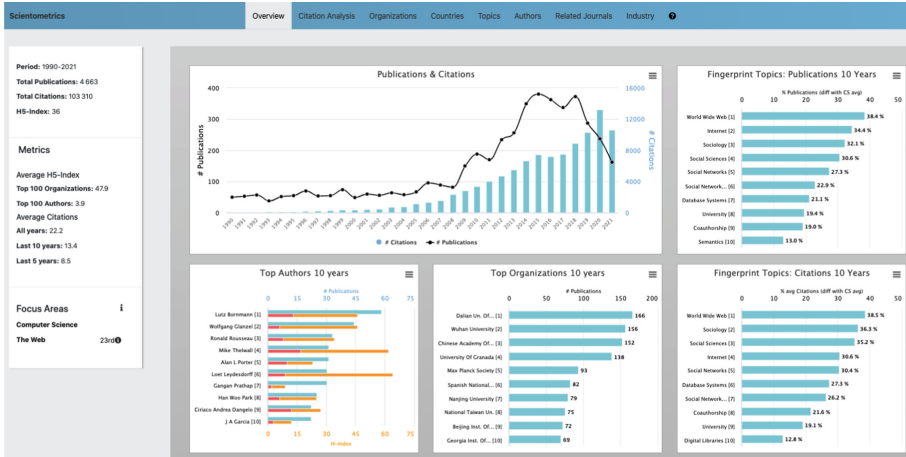 Scientometrics
Overview Citation Analysis Organizations Countries Topics Authors Related Journals Industry ?
Period: 1990-2021
Total Publications: 4 663
Total Citations: 103 310
H5-Index: 36
Metrics
Average H5-Index
Top 100 Organizations: 47.9
Top 100 Authors: 3.9
Average Citations
All years: 22.2
Last 10 years: 13.4
Last 5 years: 8.5
Focus Areas i
Computer Science
The Web 23rd
Publications & Citations
400 16000
300 12000
200 8000
100 4000
0 0
# Publications
# Citations
1990 1991 1992 1993 1994 1995 1996 1997 1998 1999 2000 2001 2002 2003 2004 2005 2006 2007 2008 2009 2010 2011 2012 2013 2014 2015 2016 2017 2018 2019 2020 2021
# Citations # Publications
Fingerprint Topics: Publications 10 Years
% Publications (diff with CS avg)
0 10 20 30 40 50
World Wide Web [1] 38.4 %
Internet [2] 34.4 %
Sociology [3] 32.1 %
Social Sciences [4] 30.6 %
Social Networks [5] 27.3 %
Social Network... [6] 22.9 %
Database Systems [7] 21.1 %
University [8] 19.4 %
Coauthorship [9] 19.0 %
Semantics [10] 13.0 %
Top Authors 10 years
# Publications
0 15 30 45 60 75
Lutz Bornmann [1]
Wolfgang Glanzel [2]
Ronald Rousseau [3]
Mike Thelwall [4]
Alan L Porter [5]
Loet Leydesdorff [6]
Gangan Prathap [7]
Han Woo Park [8]
Ciriaco Andrea Dangelo [9]
J A Garcia [10]
0 15 30 45 60 75
H-Index
Top Organizations 10 years
# Publications
0 50 100 150 200
Dalian Un. Of... [1] 166
Wuhan University [2] 156
Chinese Academy Of... [3] 152
University Of Granada [4] 138
Max Planck Society [5] 93
Spanish National... [6] 82
Nanjing University [7] 79
National Taiwan Un. [8] 75
Beijing Inst. Of... [9] 72
Georgia Inst. Of... [10] 69
Fingerprint Topics: Citations 10 Years
% avg Citations (diff with CS avg)
0 10 20 30 40 50
World Wide Web [1] 38.5 %
Sociology [2] 36.3 %
Social Sciences [3] 35.2 %
Internet [4] 30.6 %
Social Networks [5] 30.4 %
Database Systems [6] 27.3 %
Social Network... [7] 26.2 %
Coauthorship [8] 21.6 %
University [9] 19.1 %
Digital Libraries [10] 12.8 %